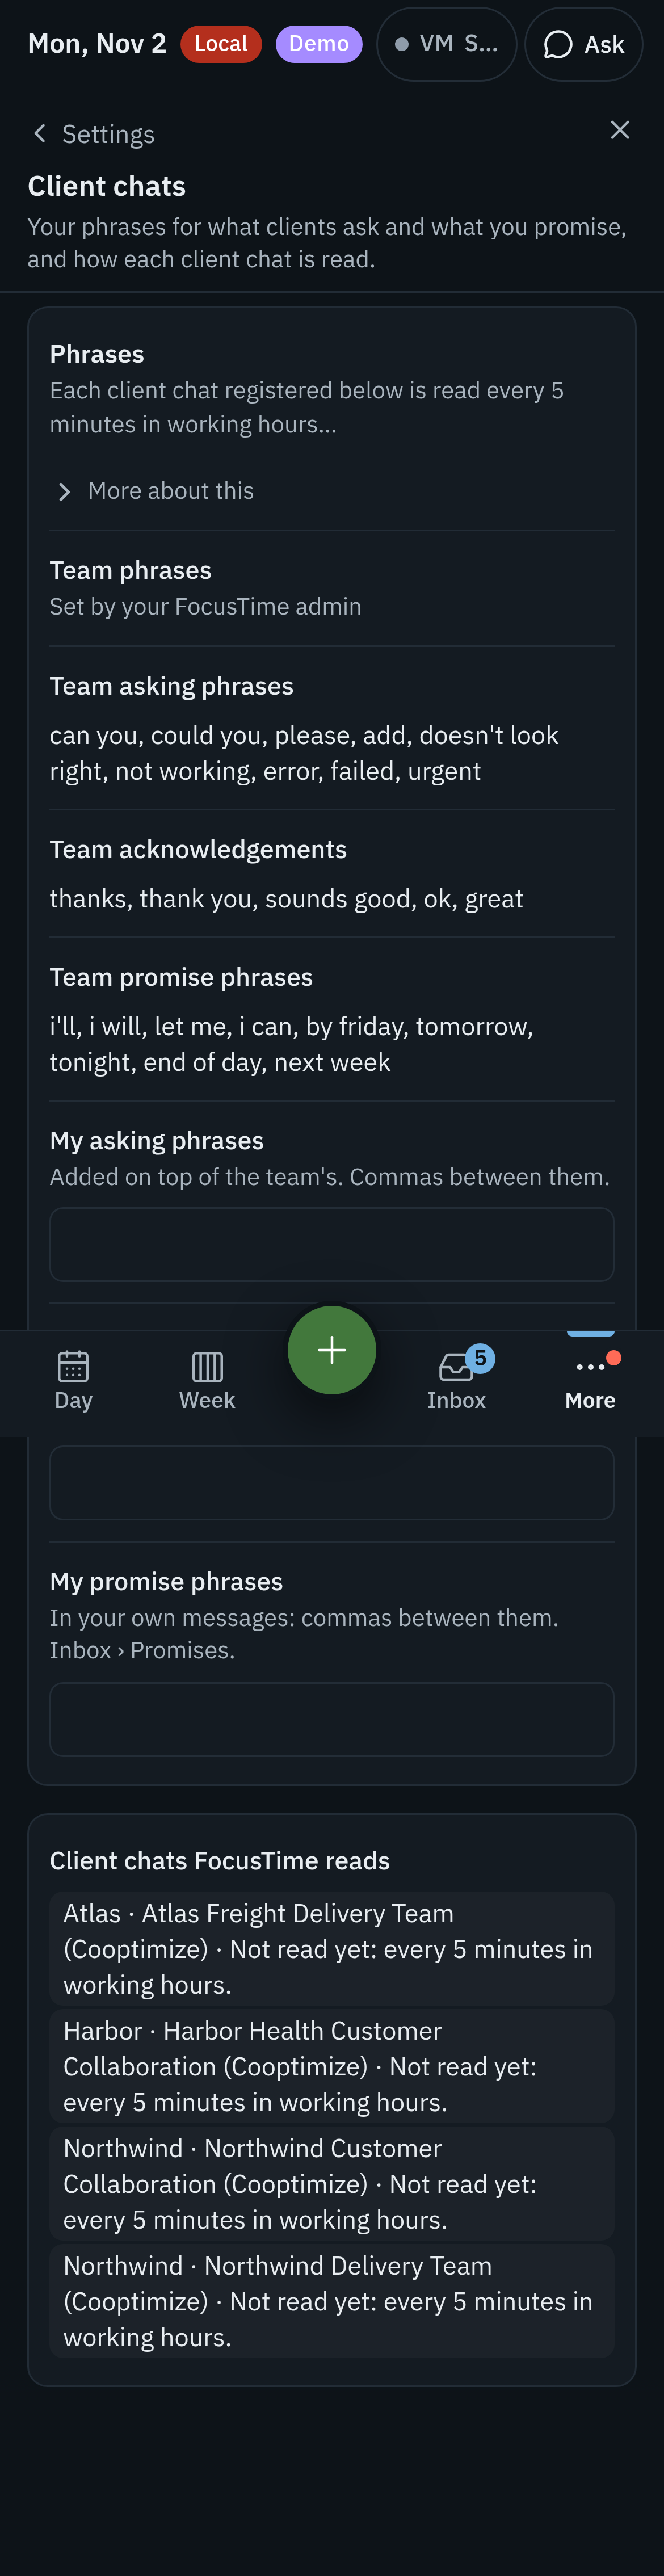 Mon, Nov 2 Local Demo VM S... Ask
Settings
Client chats
Your phrases for what clients ask and what you promise,
and how each client chat is read.
Phrases
Each client chat registered below is read every 5
minutes in working hours...
More about this
Team phrases
Set by your FocusTime admin
Team asking phrases
can you, could you, please, add, doesn't look
right, not working, error, failed, urgent
Team acknowledgements
thanks, thank you, sounds good, ok, great
Team promise phrases
i'll, i will, let me, i can, by friday, tomorrow,
tonight, end of day, next week
My asking phrases
Added on top of the team's. Commas between them.
5
Day Week Inbox More
My promise phrases
In your own messages: commas between them.
Inbox › Promises.
Client chats FocusTime reads
Atlas · Atlas Freight Delivery Team
(Cooptimize) · Not read yet: every 5 minutes in
working hours.
Harbor · Harbor Health Customer
Collaboration (Cooptimize) · Not read yet:
every 5 minutes in working hours.
Northwind · Northwind Customer
Collaboration (Cooptimize) · Not read yet:
every 5 minutes in working hours.
Northwind · Northwind Delivery Team
(Cooptimize) · Not read yet: every 5 minutes in
working hours.